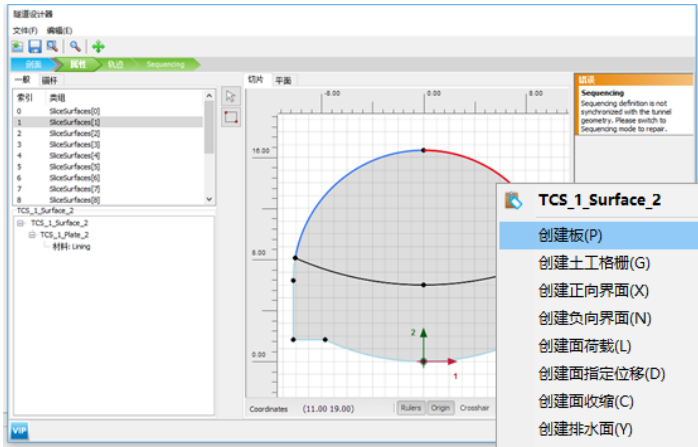 隧道设计器
文件(F) 编辑(E)
剖面 属性 轨迹 Sequencing
一般 锚杆
索引 类组
0 SliceSurfaces[0]
1 SliceSurfaces[1]
2 SliceSurfaces[2]
3 SliceSurfaces[3]
4 SliceSurfaces[4]
5 SliceSurfaces[5]
6 SliceSurfaces[6]
7 SliceSurfaces[7]
8 SliceSurfaces[8]
TCS_1_Surface_2
TCS_1_Surface_2
TCS_1_Plate_2
材料: Lining
切片 平面
-8.00 0.00 8.00
16.00
8.00
0.00
2
1
Coordinates (11.00 19.00) Rulers Origin Crosshair
错误
Sequencing
Sequencing definition is not
synchronized with the tunnel
geometry. Please switch to
Sequencing mode to repair.
TCS_1_Surface_2
创建板(P)
创建土工格栅(G)
创建正向界面(X)
创建负向界面(N)
创建面荷载(L)
创建面指定位移(D)
创建面收缩(C)
创建排水面(Y)
VIP